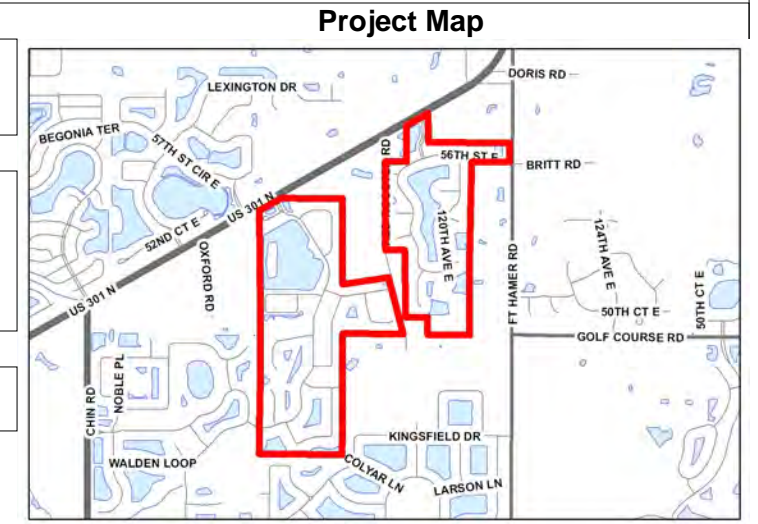 Project Map
DORIS RD
LEXINGTON DR
BEGONIA TER
57TH ST CIR E
56TH ST E
BRITT RD
US 301 N
52ND CT E
120TH AVE E
124TH AVE E
OXFORD RD
FT HAMER RD
50TH CT E
50TH CT E
US 301 N
GOLF COURSE RD
NOBLE PL
CHIN RD
KINGSFIELD DR
WALDEN LOOP
COLYAR LN
LARSON LN
RD